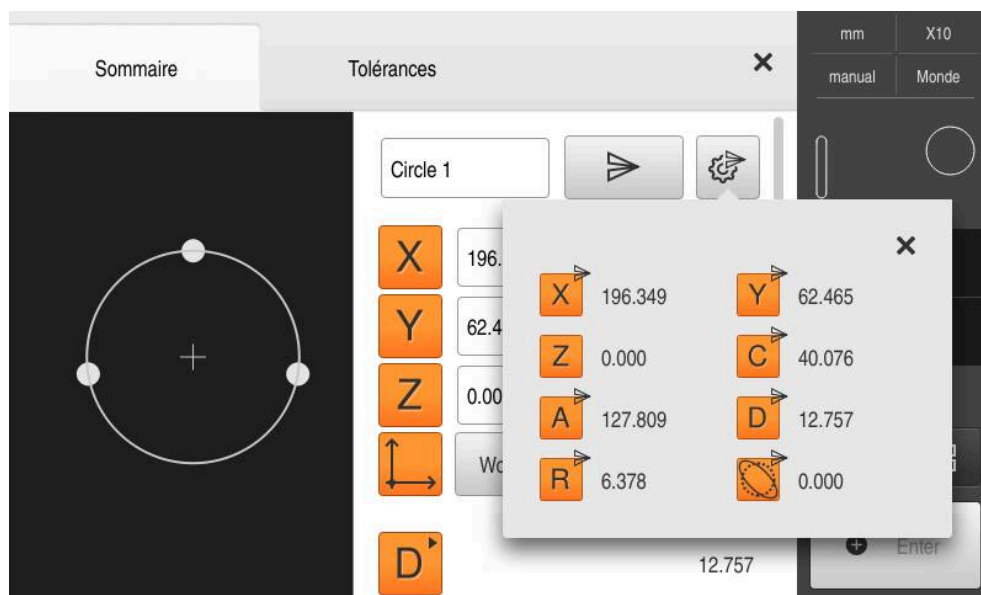 Sommaire
Tolérances
mm
X10
manual
Monde
Circle 1
X
196.
Y
62.4
Z
0.00
Wo
D
12.757
X
196.349
Y
62.465
Z
0.000
C
40.076
A
127.809
D
12.757
R
6.378
0.000
Enter